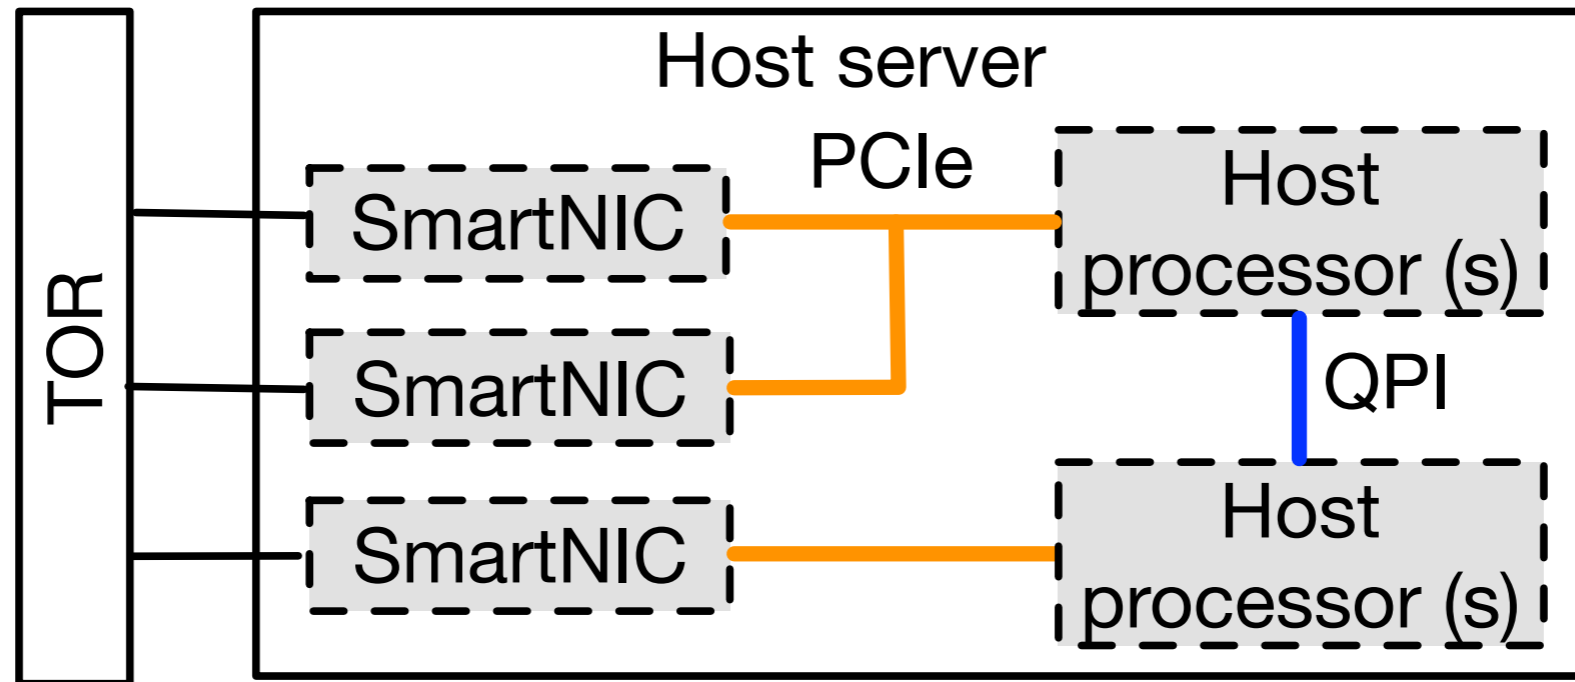 TOR
Host server
PCIe
SmartNIC
SmartNIC
SmartNIC
Host
processor (s)
QPI
Host
processor (s)